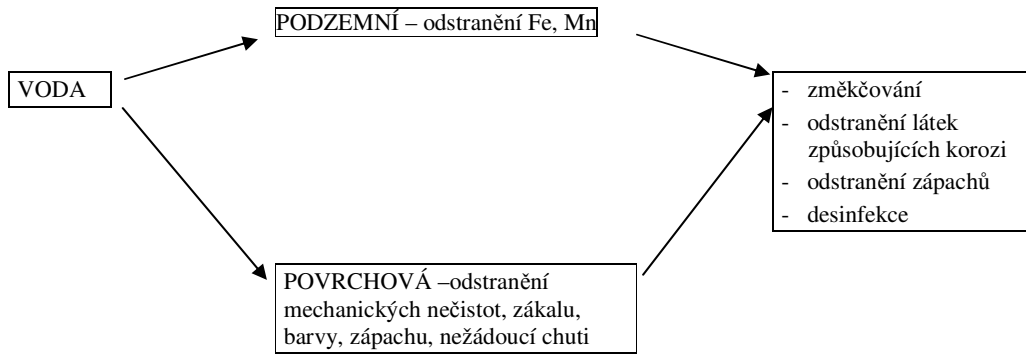 PODZEMNÍ – odstranění Fe, Mn
VODA
- změkčování
- odstranění látek
způsobujících korozi
- odstranění zápachů
- desinfekce
POVRCHOVÁ –odstranění
mechanických nečistot, zákalu,
barvy, zápachu, nežádoucí chuti